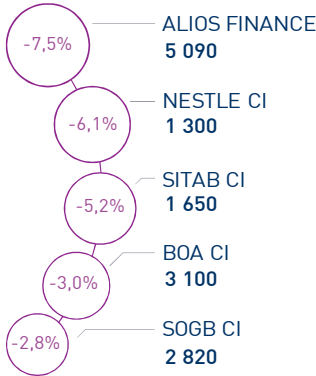 -7,5%
ALIOS FINANCE
5 090
-6,1%
NESTLE CI
1 300
-5,2%
SITAB CI
1 650
-3,0%
BOA CI
3 100
-2,8%
SOGB CI
2 820